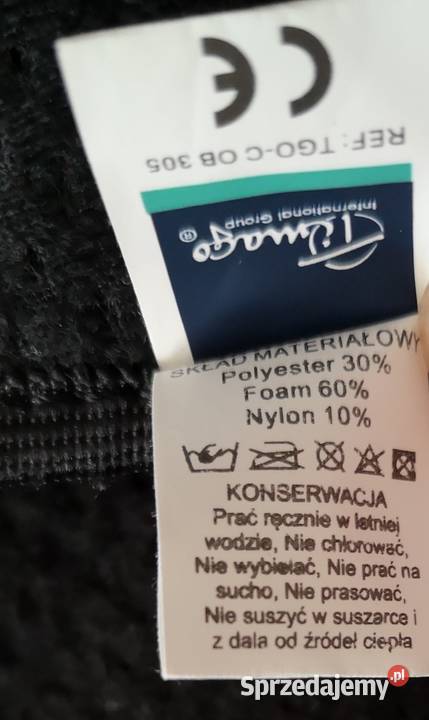 CE
REF: TGO-C OB 305
Timago®
International Group
SKŁAD MATERIAŁOWY
Polyester 30%
Foam 60%
Nylon 10%
KONSERWACJA
Prać ręcznie w letniej
wodzie, Nie chlorować,
Nie wybielać, Nie prać na
sucho, Nie prasować,
Nie suszyć w suszarce i
z dala od źródeł ciepła
Sprzedajemy.pl